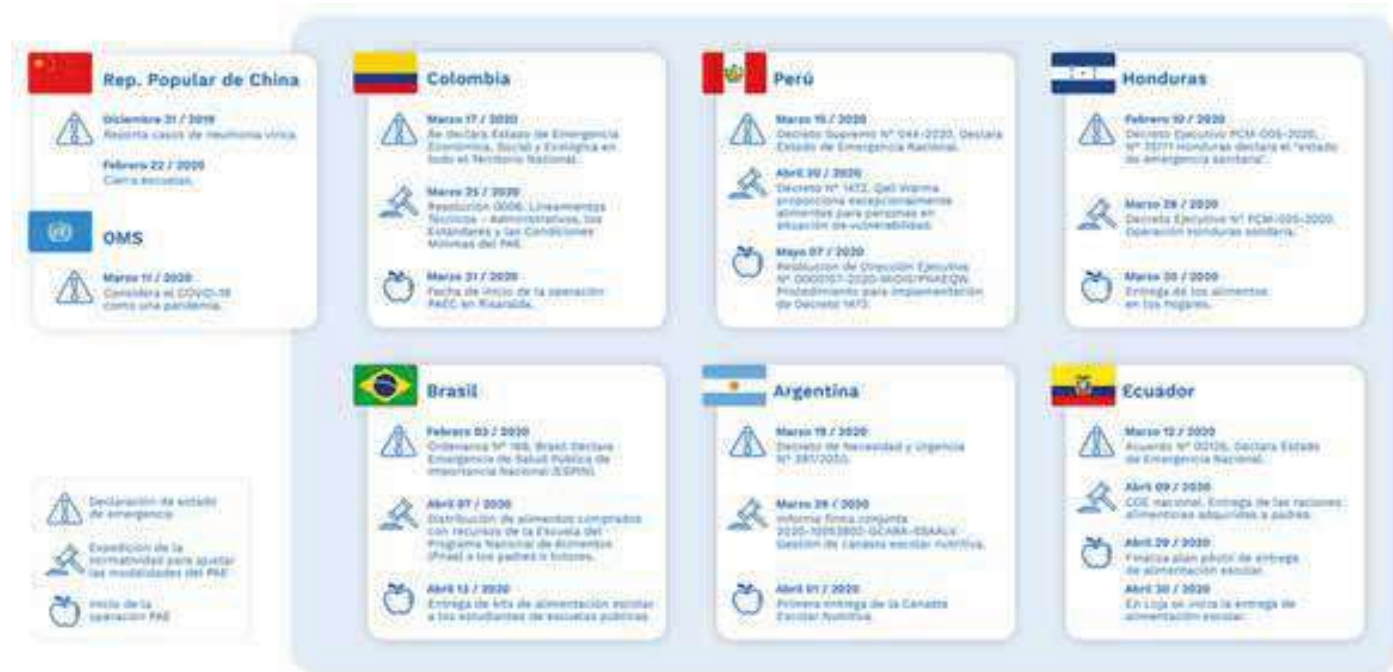 Rep. Popular de China
Diciembre 31 / 2019
Reporta casos de neumonía vírica.
Febrero 22 / 2020
Cierra escuelas.
OMS
Marzo 11 / 2020
Considera el COVID-19
como una pandemia.
Colombia
Marzo 17 / 2020
Se declara Estado de Emergencia
Económica, Social y Ecológica en
todo el Territorio Nacional.
Marzo 25 / 2020
Resolución 0006. Lineamientos
Técnicos - Administrativos, los
Estándares y las Condiciones
Mínimas del PAE.
Marzo 31 / 2020
Fecha de inicio de la operación
PAEC en Risaralda.
Perú
Marzo 15 / 2020
Decreto Supremo N° 044-2020, Declara
Estado de Emergencia Nacional.
Abril 30 / 2020
Decreto N° 1472. Qali Warma
proporciona excepcionalmente
alimentos para personas en
situación de vulnerabilidad.
Mayo 07 / 2020
Resolución de Dirección Ejecutiva
Procedimiento para implementación
de Decreto 1472.
Honduras
Febrero 10 / 2020
Decreto Ejecutivo PCM-005-2020,
Honduras declara el "estado
de emergencia sanitaria".
Marzo 28 / 2020
Decreto Ejecutivo N°
Operación Honduras solidaria.
Marzo 30 / 2020
Entrega de los alimentos
en los hogares.
Brasil
Febrero 03 / 2020
Ordenanza N° 188, Brasil Declara
Emergencia de Salud Pública de
Importancia Nacional (ESPIN).
Abril 07 / 2020
Distribución de alimentos comprados
con recursos de la Escuela del
Programa Nacional de Alimentos
(Pnae) a los padres o tutores.
Abril 13 / 2020
Entrega de kits de alimentación escolar
a los estudiantes de escuelas públicas.
Argentina
Marzo 19 / 2020
Decreto de Necesidad y Urgencia
Marzo 26 / 2020
Informe firma conjunta
Gestión de canasta escolar nutritiva.
Abril 01 / 2020
Primera entrega de la Canasta
Escolar Nutritiva.
Ecuador
Marzo 12 / 2020
Acuerdo N° 00126, Declara Estado
de Emergencia Nacional.
Abril 09 / 2020
COE nacional. Entrega de las raciones
alimenticias adquiridas a padres.
Abril 29 / 2020
Finaliza plan piloto de entrega
de alimentación escolar.
Abril 30 / 2020
En Loja se inicia la entrega de
alimentación escolar.
Declaración de estado
de emergencia
Expedición de la
normatividad para ajustar
las modalidades del PAE
Inicio de la
operación PAE